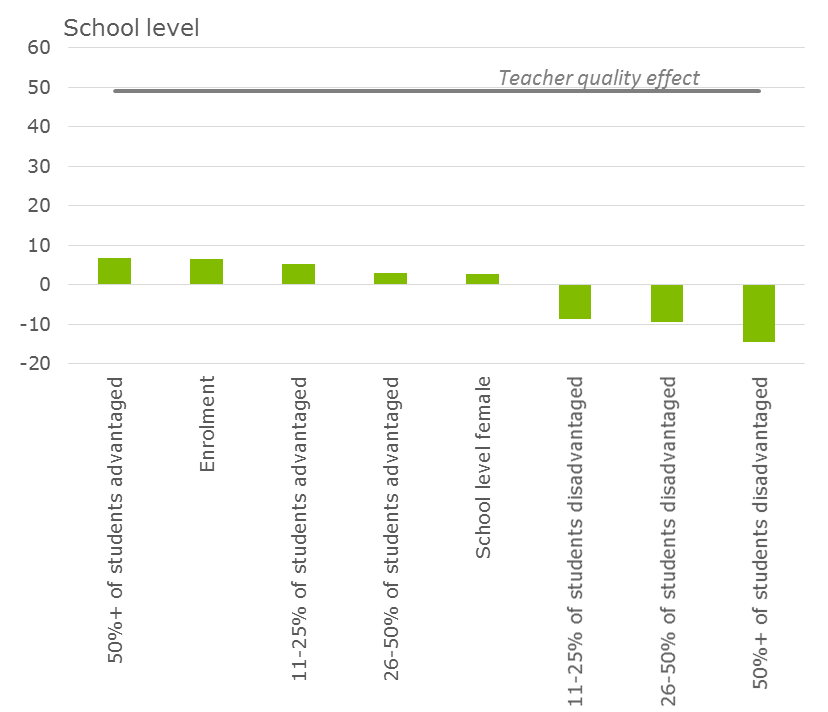 School level
60
50
40
30
20
10
0
-10
-20
Teacher quality effect
50%+ of students advantaged
Enrolment
11-25% of students advantaged
26-50% of students advantaged
School level female
11-25% of students disadvantaged
26-50% of students disadvantaged
50%+ of students disadvantaged